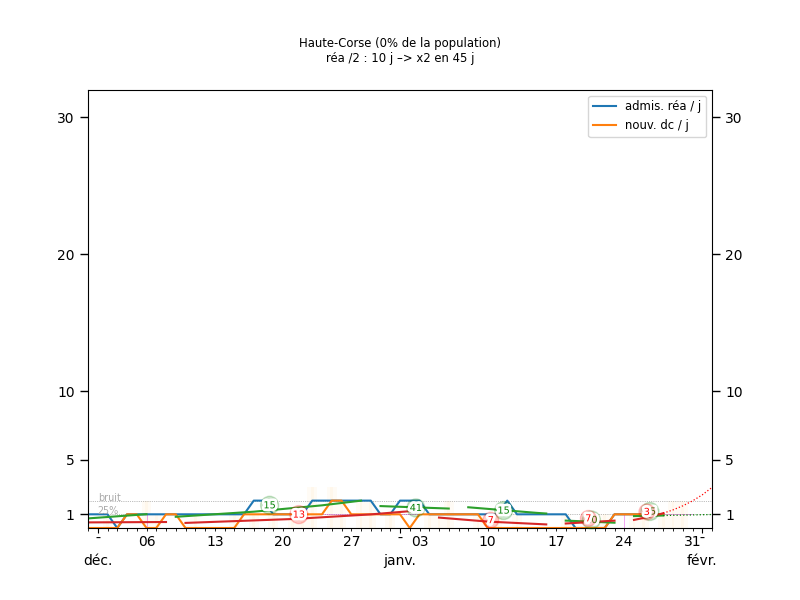 Haute-Corse (0% de la population)
réa /2 : 10 j –> x2 en 45 j
admis. réa / j
nouv. dc / j
30
30
20
20
10
10
5
5
bruit
25%
1
1
15
13
41
7
15
- 06 13 20 27 - 03 10 17 24 31-
déc. janv. févr.